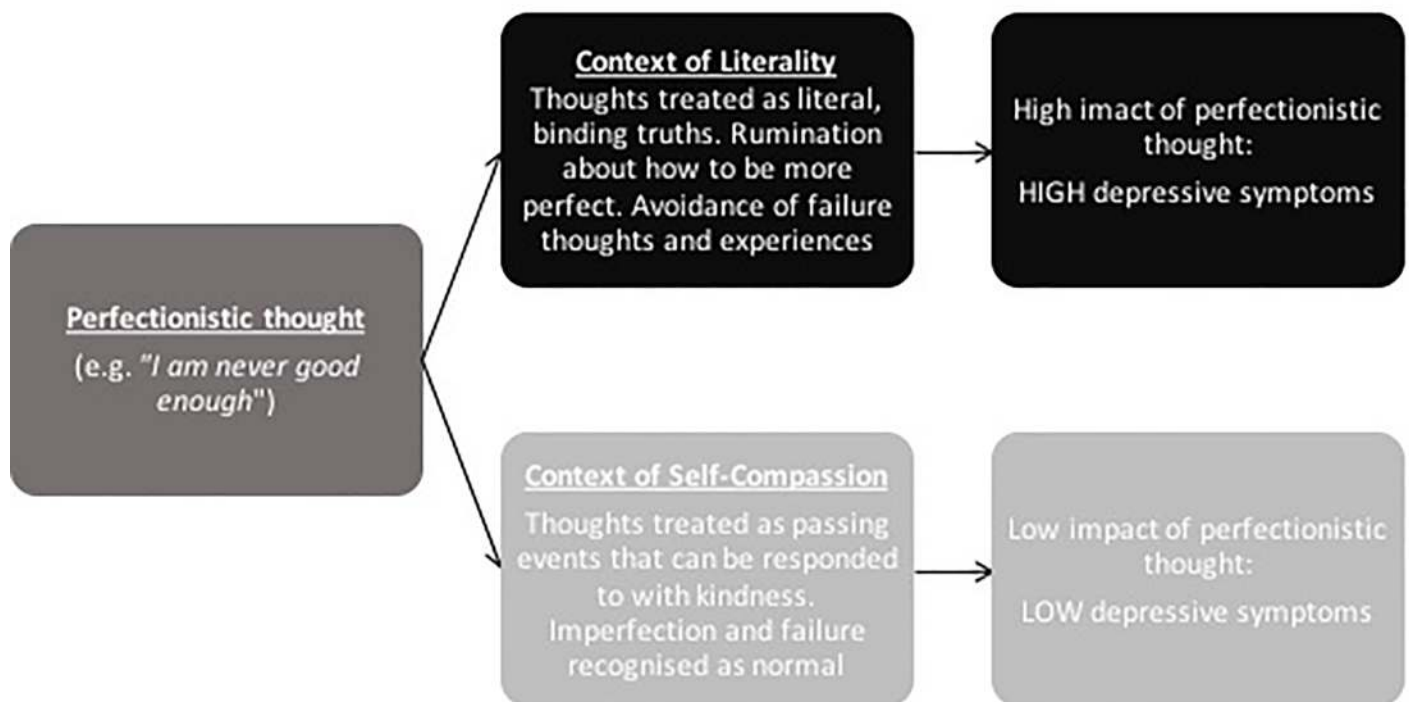 Perfectionistic thought
(e.g. "I am never good
enough")
Context of Literality
Thoughts treated as literal,
binding truths. Rumination
about how to be more
perfect. Avoidance of failure
thoughts and experiences
High imact of perfectionistic
thought:
HIGH depressive symptoms
Context of Self-Compassion
Thoughts treated as passing
events that can be responded
to with kindness.
Imperfection and failure
recognised as normal
Low impact of perfectionistic
thought:
LOW depressive symptoms